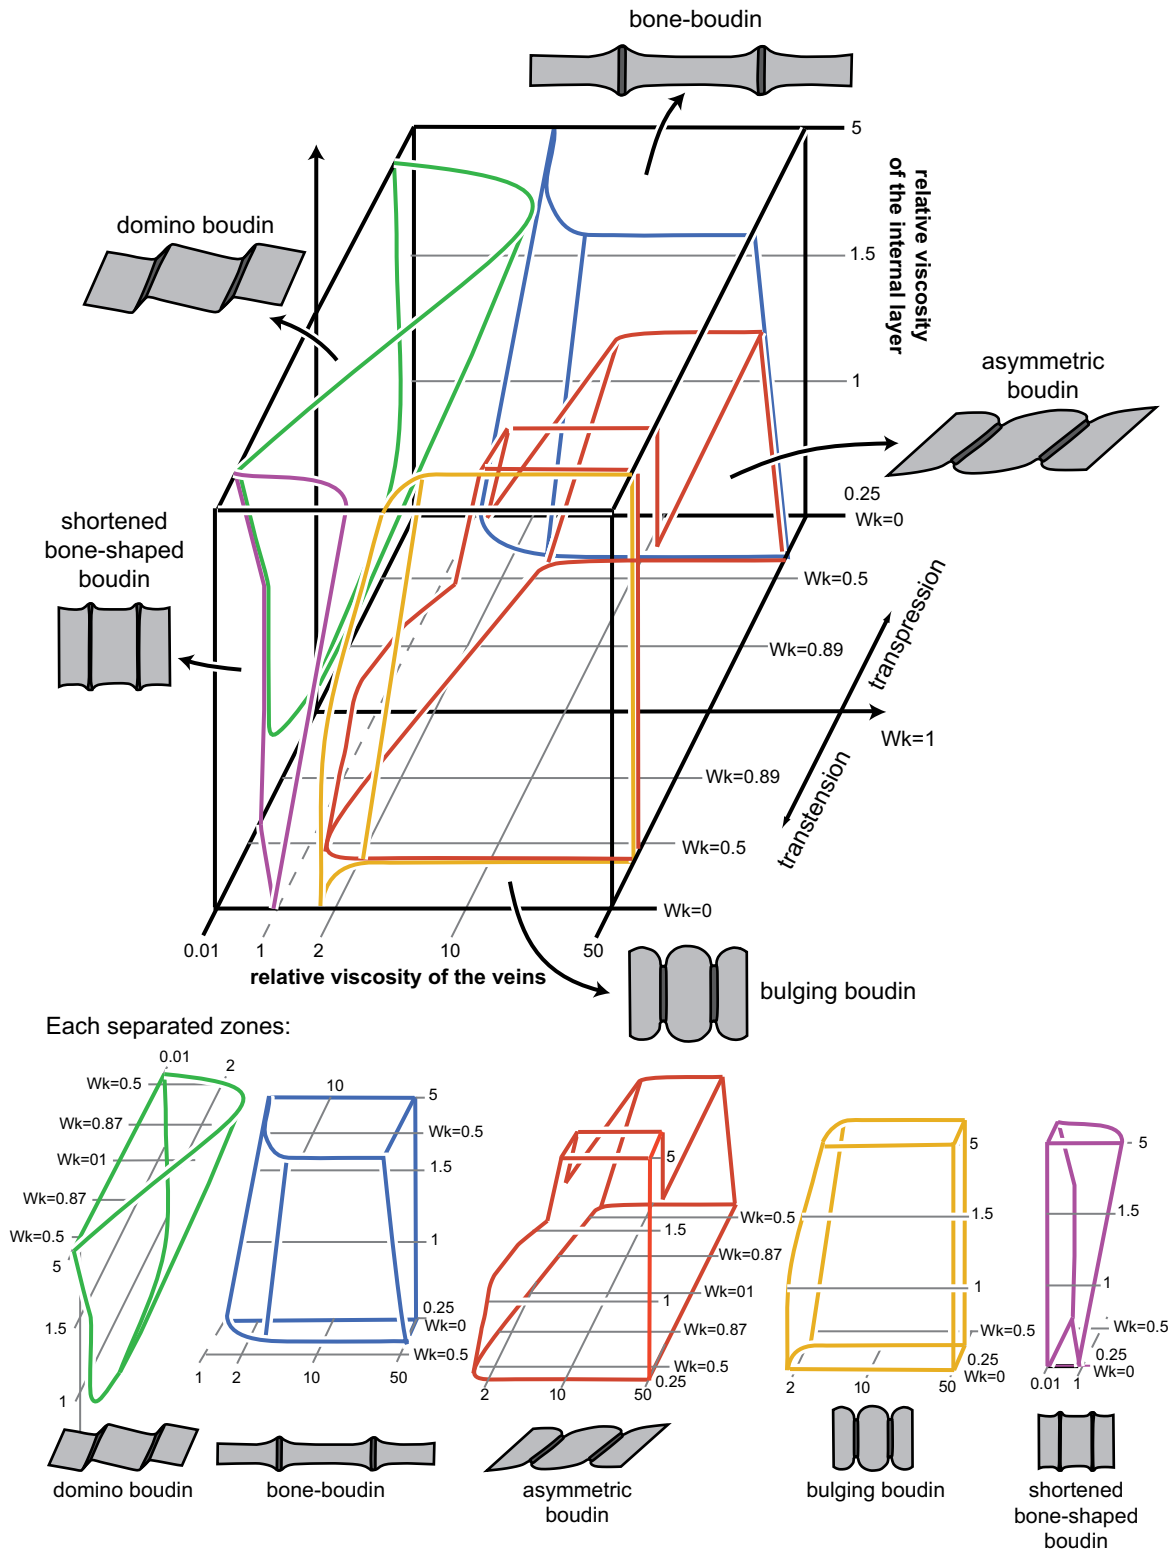 bone-boudin
5
relative viscosity
of the internal layer
1.5
domino boudin
1
asymmetric
boudin
0.25
Wk=0
shortened
bone-shaped
boudin
Wk=0.5
Wk=0.89
transpression
Wk=1
Wk=0.89
transtension
Wk=0.5
Wk=0
0.01
1
2
10
50
relative viscosity of the veins
bulging boudin
Each separated zones:
0.01
2
Wk=0.5
Wk=0.87
Wk=01
Wk=0.87
Wk=0.5
5
1.5
1
10
5
Wk=0.5
1.5
1
0.25
Wk=0
Wk=0.5
1
2
10
50
5
Wk=0.5
1.5
Wk=0.87
Wk=01
1
Wk=0.87
Wk=0.5
0.25
2
10
50
5
1.5
1
Wk=0.5
0.25
Wk=0
2
10
50
5
1.5
1
Wk=0.5
0.25
Wk=0
0.01
1
domino boudin
bone-boudin
asymmetric
boudin
bulging boudin
shortened
bone-shaped
boudin